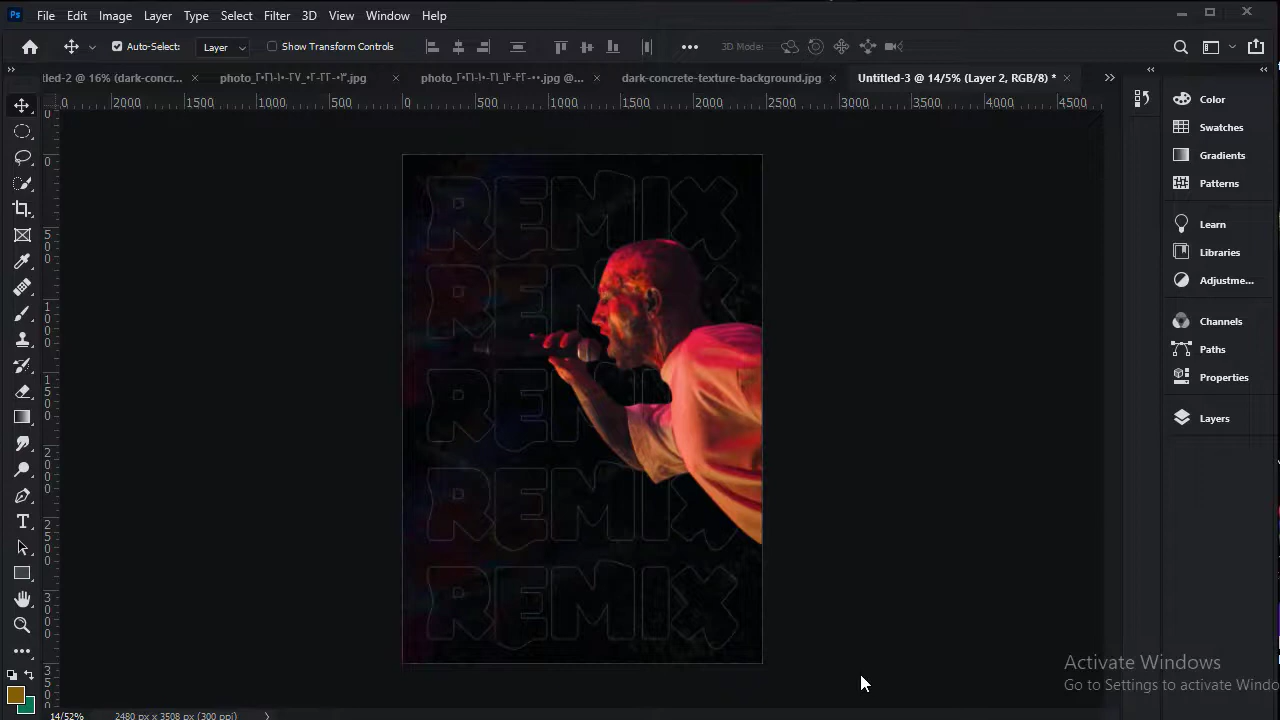 Ps File Edit Image Layer Type Select Filter 3D View Window Help
Auto-Select: Layer Show Transform Controls 3D Mode:
dark-concrete-texture-background.jpg Untitled-3 @ 14/5% (Layer 2, RGB/8) *
0 2000 1500 1000 500 0 500 1000 1500 2000 2500 3000 3500 4000 4500
Color
Swatches
Gradients
Patterns
Learn
Libraries
Adjustme...
Channels
Paths
Properties
Layers
REMIX
REMIX
REMIX
REMIX
REMIX
Activate Windows
Go to Settings to activate Windo
14/52% 2480 px x 3508 px (300 ppi)